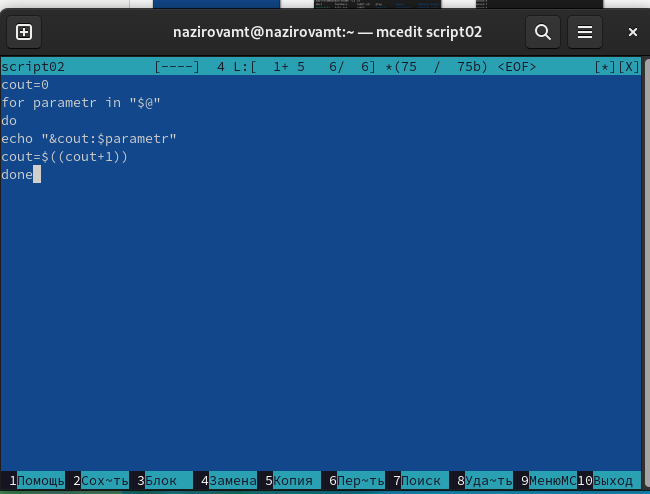 nazirovamt@nazirovamt:~ — mcedit script02
script02 [----] 4 L:[ 1+ 5 6/ 6] *(75 / 75b) <EOF> [*][X]
cout=0
for parametr in "$@"
do
echo "&cout:$parametr"
cout=$((cout+1))
done
1Помощь 2Сох~ть 3Блок 4Замена 5Копия 6Пер~ть 7Поиск 8Уда~ть 9МенюMC 10Выход